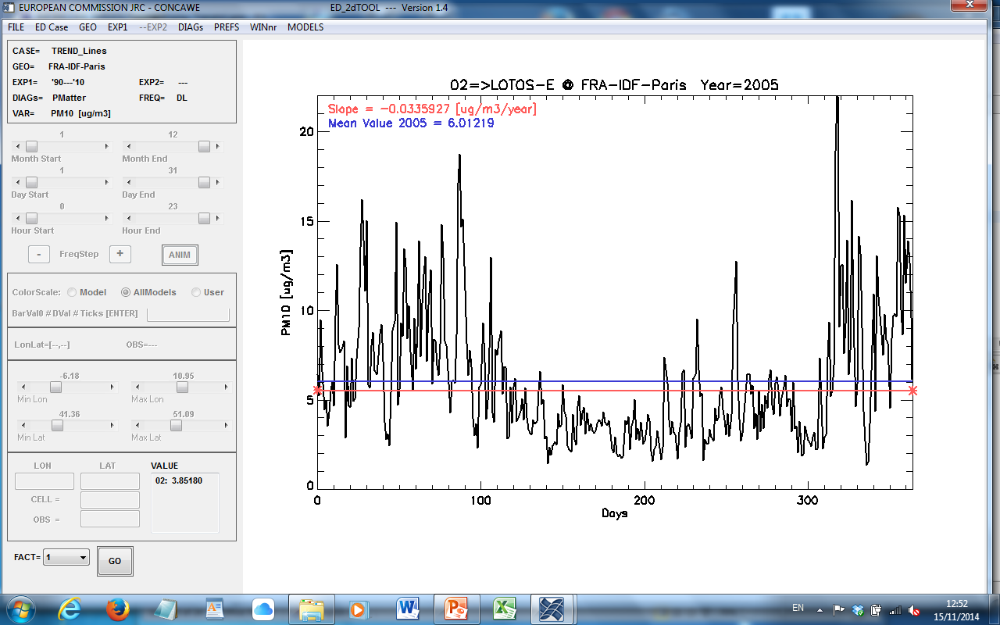 EUROPEAN COMMISSION JRC - CONCAWE ED_2dTOOL --- Version 1.4
FILE ED Case GEO EXP1 --EXP2 DIAGs PREFS WINnr MODELS
CASE= TREND_Lines
GEO= FRA-IDF-Paris
EXP1= '90---'10 EXP2= ---
DIAGs= PMatter FREQ= DL
VAR= PM10 [ug/m3]
1 12
Month Start Month End
1 31
Day Start Day End
0 23
Hour Start Hour End
- FreqStep + ANIM
ColorScale: Model AllModels User
BarVal0 # DVal # Ticks [ENTER]
LonLat=[--,--] OBS=---
-6.18 10.95
Min Lon Max Lon
41.36 51.09
Min Lat Max Lat
LON LAT VALUE
02: 3.85180
CELL =
OBS =
FACT= 1 GO
02=>LOTOS-E @ FRA-IDF-Paris Year=2005
Slope = -0.0335927 [ug/m3/year]
Mean Value 2005 = 6.01219
PM10 [ug/m3]
20
15
10
5
0
0 100 200 300
Days
EN 12:52
15/11/2014